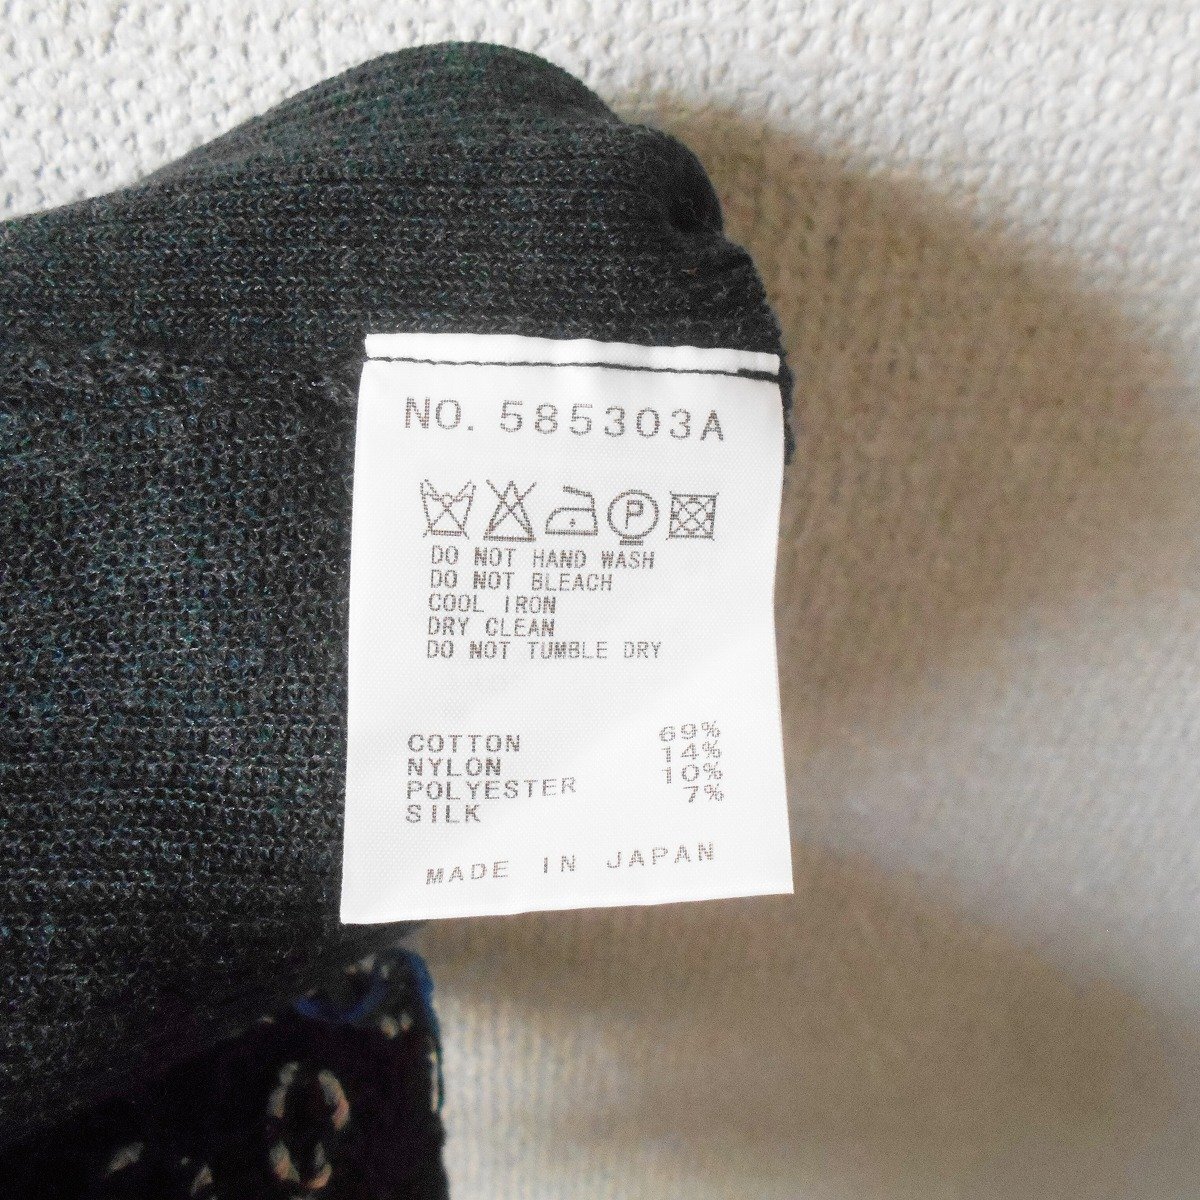 NO. 585303A
P
DO NOT HAND WASH
DO NOT BLEACH
COOL IRON
DRY CLEAN
DO NOT TUMBLE DRY
COTTON 69%
NYLON 14%
POLYESTER 10%
SILK 7%
MADE IN JAPAN